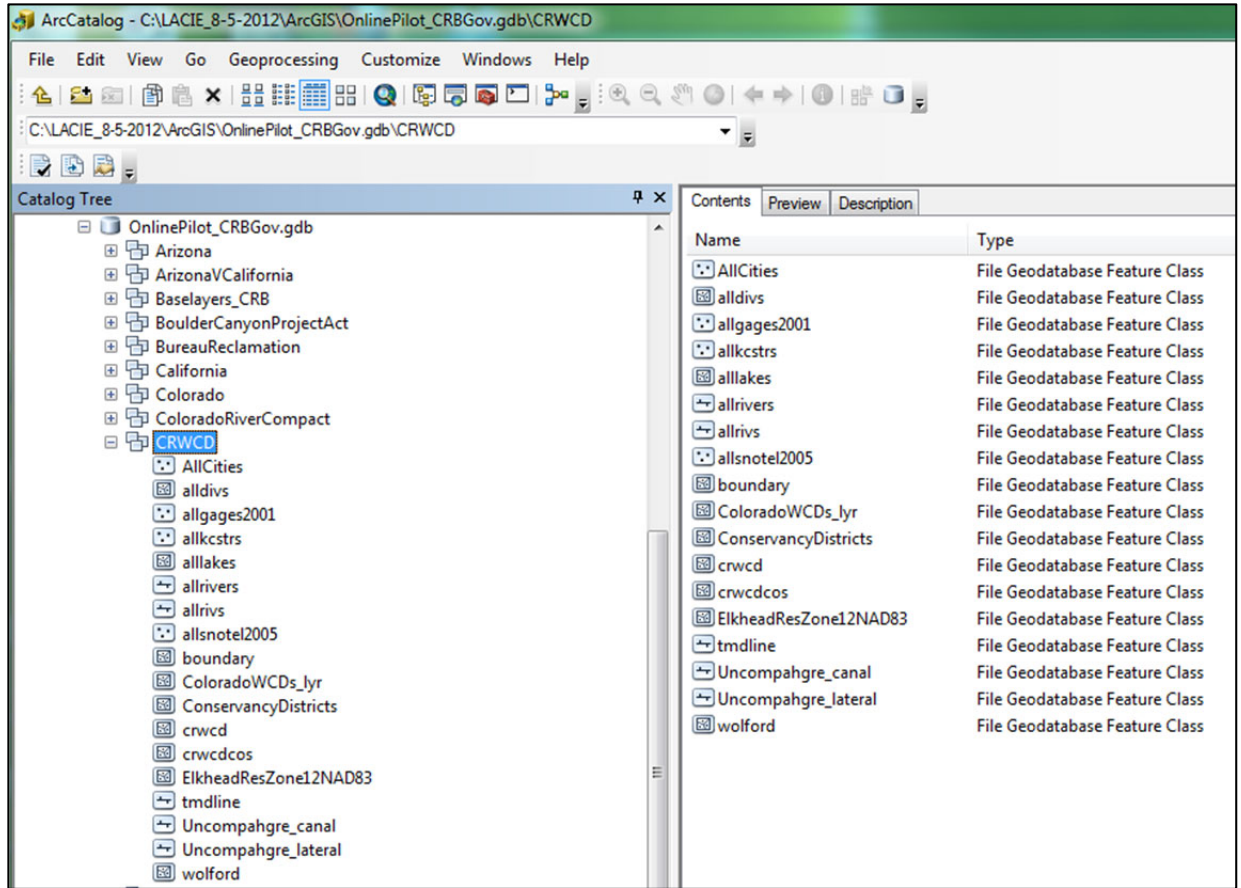 ArcCatalog - C:\LACIE_8-5-2012\ArcGIS\OnlinePilot_CRBGov.gdb\CRWCD
File Edit View Go Geoprocessing Customize Windows Help
C:\LACIE_8-5-2012\ArcGIS\OnlinePilot_CRBGov.gdb\CRWCD
Catalog Tree
OnlinePilot_CRBGov.gdb
Arizona
ArizonaVCalifornia
Baselayers_CRB
BoulderCanyonProjectAct
BureauReclamation
California
Colorado
ColoradoRiverCompact
CRWCD
AllCities
alldivs
allgages2001
allkcstrs
alllakes
allrivers
allrivs
allsnotel2005
boundary
ColoradoWCDs_lyr
ConservancyDistricts
crwcd
crwcdcos
ElkheadResZone12NAD83
tmdline
Uncompahgre_canal
Uncompahgre_lateral
wolford
Contents Preview Description
Name Type
AllCities File Geodatabase Feature Class
alldivs File Geodatabase Feature Class
allgages2001 File Geodatabase Feature Class
allkcstrs File Geodatabase Feature Class
alllakes File Geodatabase Feature Class
allrivers File Geodatabase Feature Class
allrivs File Geodatabase Feature Class
allsnotel2005 File Geodatabase Feature Class
boundary File Geodatabase Feature Class
ColoradoWCDs_lyr File Geodatabase Feature Class
ConservancyDistricts File Geodatabase Feature Class
crwcd File Geodatabase Feature Class
crwcdcos File Geodatabase Feature Class
ElkheadResZone12NAD83 File Geodatabase Feature Class
tmdline File Geodatabase Feature Class
Uncompahgre_canal File Geodatabase Feature Class
Uncompahgre_lateral File Geodatabase Feature Class
wolford File Geodatabase Feature Class